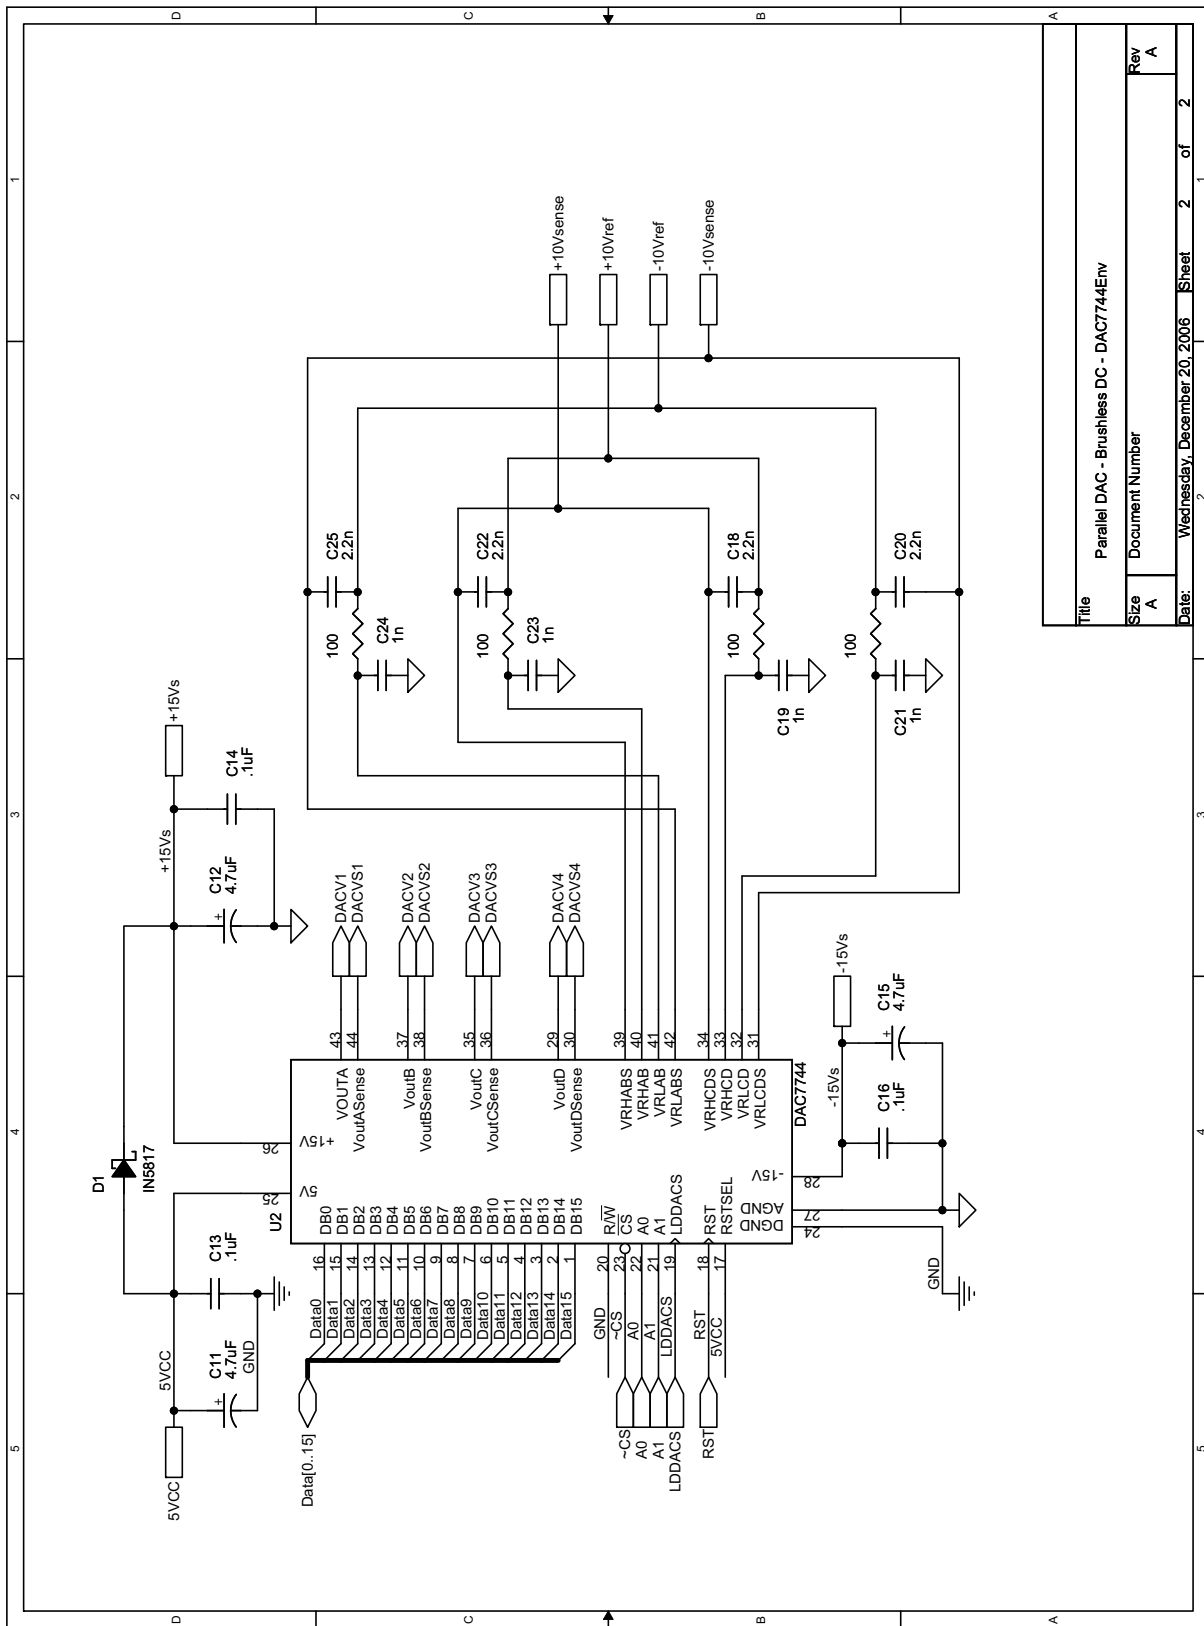 5
4
3
2
1
D
D
C
C
B
B
A
A
5
4
3
2
1
5VCC
5VCC
C11
4.7uF
C13
.1uF
GND
D1
IN5817
+15Vs
+15Vs
C12
4.7uF
C14
.1uF
Data[0..15]
Data0
Data1
Data2
Data3
Data4
Data5
Data6
Data7
Data8
Data9
Data10
Data11
Data12
Data13
Data14
Data15
16
15
14
13
12
11
10
9
8
7
6
5
4
3
2
1
U2
25
26
5V
+15V
DB0
DB1
DB2
DB3
DB4
DB5
DB6
DB7
DB8
DB9
DB10
DB11
DB12
DB13
DB14
DB15
R/W
CS
A0
A1
LDDACS
RST
RSTSEL
GND
~CS
A0
A1
LDDACS
RST
5VCC
20
23
22
21
19
18
17
~CS
A0
A1
LDDACS
RST
VOUTA
VoutASense
VoutB
VoutBSense
VoutC
VoutCSense
VoutD
VoutDSense
VRHABS
VRHAB
VRLAB
VRLABS
VRHCDS
VRHCD
VRLCD
VRLCDS
43
44
37
38
35
36
29
30
39
40
41
42
34
33
32
31
DACV1
DACVS1
DACV2
DACVS2
DACV3
DACVS3
DACV4
DACVS4
DGND
AGND
-15V
24
27
28
DAC7744
GND
-15Vs
-15Vs
C16
.1uF
C15
4.7uF
100
C25
2.2n
C24
1n
100
C22
2.2n
C23
1n
100
C18
2.2n
C19
1n
100
C20
2.2n
C21
1n
+10Vsense
+10Vref
-10Vref
-10Vsense
Title
Parallel DAC - Brushless DC - DAC7744Env
Size
A
Document Number
Rev
A
Date:
Wednesday, December 20, 2006
Sheet
2
of
2